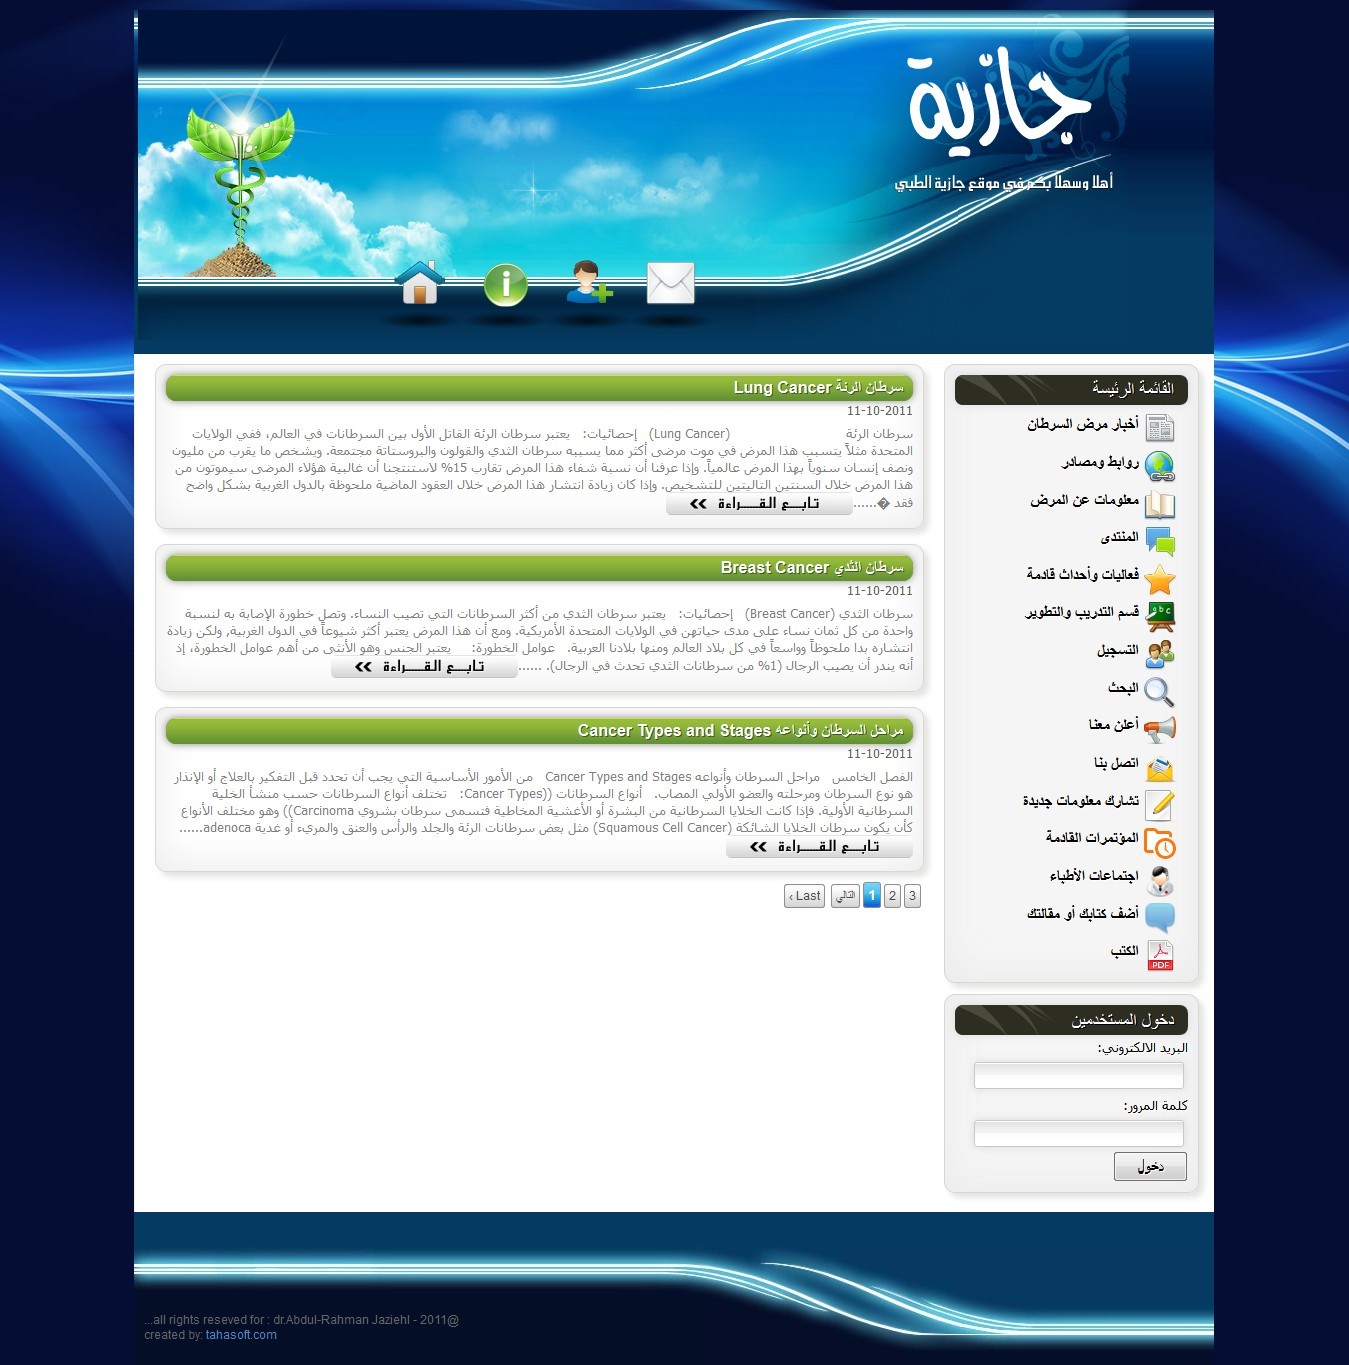 جازية
أهلا وسهلا بكم في موقع جازية الطبي
القائمة الرئيسة
أخبار مرض السرطان
روابط ومصادر
معلومات عن المرض
المنتدى
فعاليات وأحداث قادمة
قسم التدريب والتطوير
abc
التسجيل
البحث
أعلن معنا
اتصل بنا
تشارك معلومات جديدة
المؤتمرات القادمة
اجتماعات الأطباء
أضف كتابك أو مقالتك
الكتب
PDF
دخول المستخدمين
البريد الالكتروني:
كلمة المرور:
دخول
سرطان الرئة Lung Cancer
11-10-2011
سرطان الرئة (Lung Cancer) إحصائيات: يعتبر سرطان الرئة القاتل الأول بين السرطانات في العالم، ففي الولايات
المتحدة مثلاً يتسبب هذا المرض في موت مرضى أكثر مما يسببه سرطان الثدي والقولون والبروستاتة مجتمعة. ويشخص ما يقرب من مليون
ونصف إنسان سنوياً بهذا المرض عالمياً. وإذا عرفنا أن نسبة شفاء هذا المرض تقارب 15% لاستنتجنا أن غالبية هؤلاء المرضى سيموتون من
هذا المرض خلال السنتين التاليتين للتشخيص. وإذا كان زيادة انتشار هذا المرض خلال العقود الماضية ملحوظة بالدول الغربية بشكل واضح
فقد �...... تـابـــع القـــــراءة
سرطان الثدي Breast Cancer
11-10-2011
سرطان الثدي (Breast Cancer) إحصائيات: يعتبر سرطان الثدي من أكثر السرطانات التي تصيب النساء. وتصل خطورة الإصابة به لنسبة
واحدة من كل ثمان نساء على مدى حياتهن في الولايات المتحدة الأمريكية. ومع أن هذا المرض يعتبر أكثر شيوعاً في الدول الغربية, ولكن زيادة
انتشاره بدا ملحوظاً وواسعاً في كل بلاد العالم ومنها بلادنا العربية. عوامل الخطورة: يعتبر الجنس وهو الأنثى من أهم عوامل الخطورة، إذ
أنه يندر أن يصيب الرجال (1% من سرطانات الثدي تحدث في الرجال). ...... تـابـــع القـــــراءة
مراحل السرطان وأنواعه Cancer Types and Stages
11-10-2011
الفصل الخامس مراحل السرطان وأنواعه Cancer Types and Stages من الأمور الأساسية التي يجب أن تحدد قبل التفكير بالعلاج أو الإنذار
هو نوع السرطان ومرحلته والعضو الأولي المصاب. أنواع السرطانات ((Cancer Types: تختلف أنواع السرطانات حسب منشأ الخلية
السرطانية الأولية. فإذا كانت الخلايا السرطانية من البشرة أو الأغشية المخاطية فتسمى سرطان بشروي Carcinoma)) وهو مختلف الأنواع
كأن يكون سرطان الخلايا الشائكة (Squamous Cell Cancer) مثل بعض سرطانات الرئة والجلد والرأس والعنق والمريء أو غدية adenoca......
تـابـــع القـــــراءة
3 2 1 التالي Last ›
...all rights reseved for : dr.Abdul-Rahman Jaziehl - 2011@
created by: tahasoft.com